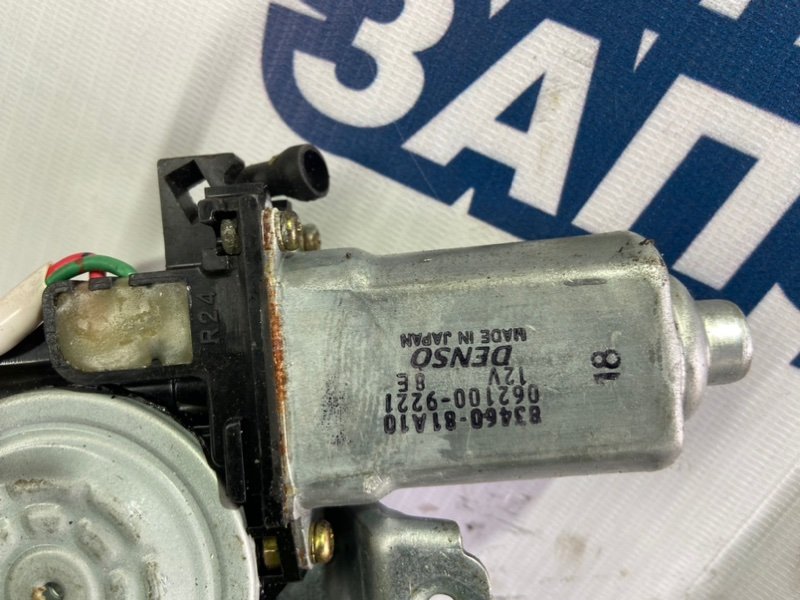 ЗАП
83460-81A10
062100-9221
8E
12V
DENSO
MADE IN JAPAN
18
R24